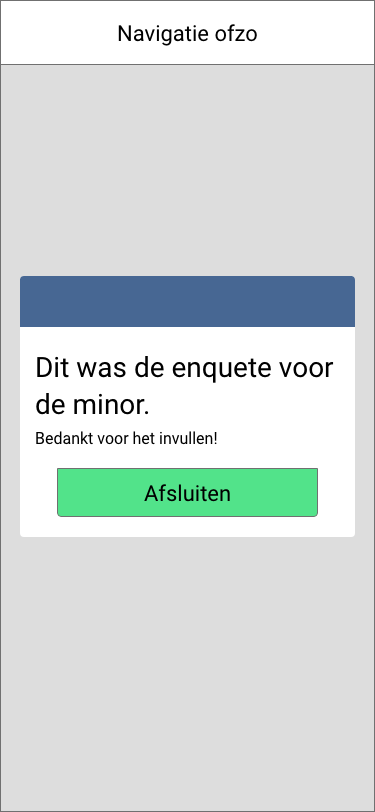 Navigatie ofzo
Dit was de enquete voor
de minor.
Bedankt voor het invullen!
Afsluiten